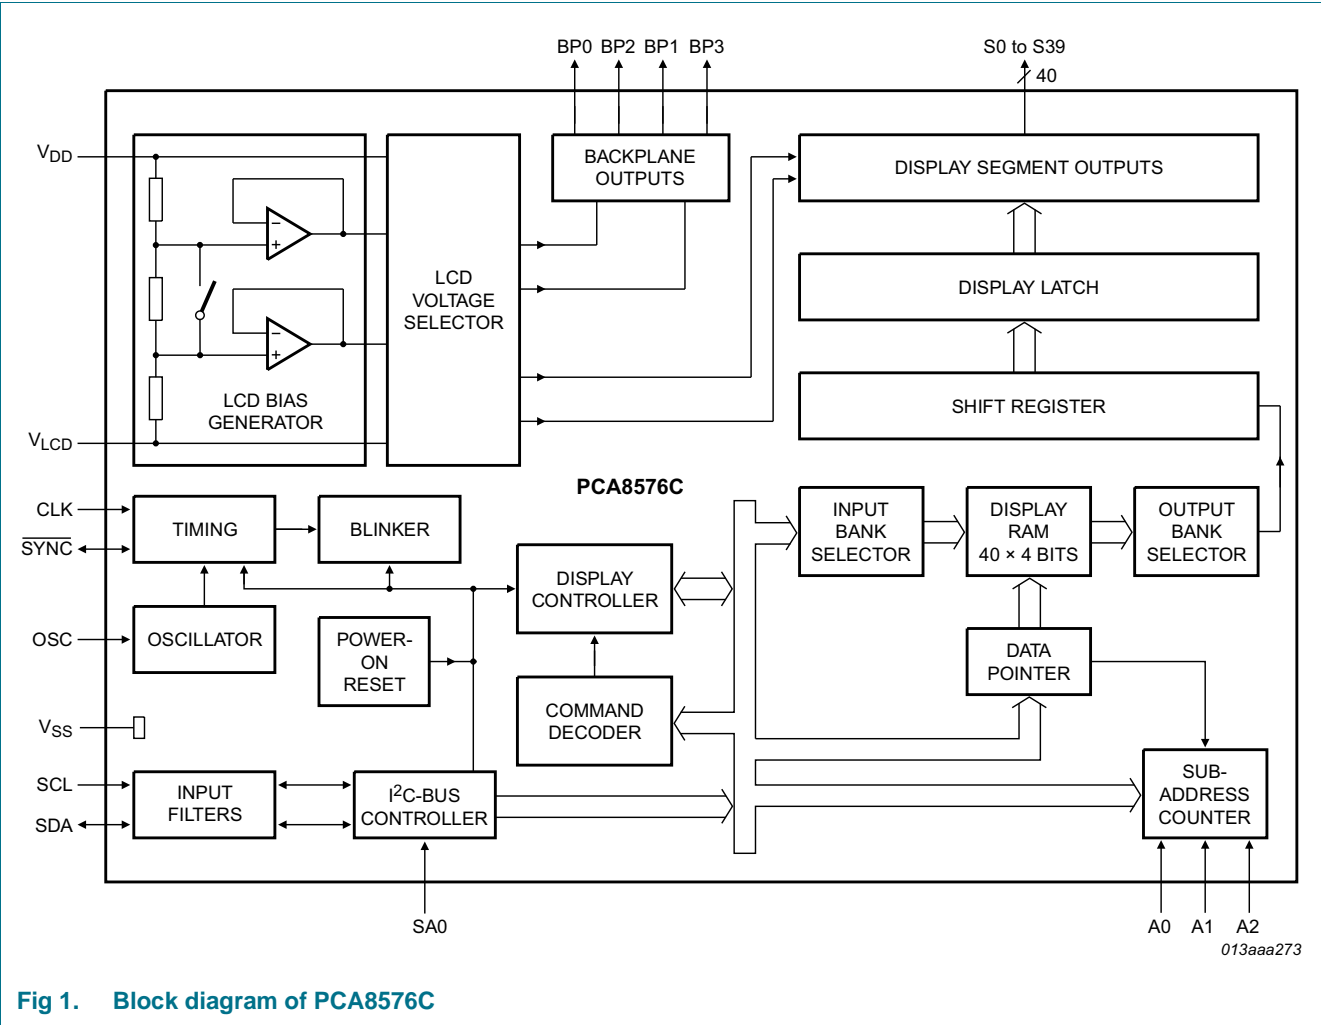 BP0 BP2 BP1 BP3
S0 to S39
40
VDD
BACKPLANE
OUTPUTS
DISPLAY SEGMENT OUTPUTS
−
+
LCD
VOLTAGE
SELECTOR
DISPLAY LATCH
−
+
LCD BIAS
GENERATOR
SHIFT REGISTER
VLCD
PCA8576C
CLK
TIMING
BLINKER
SYNC
INPUT
BANK
SELECTOR
DISPLAY
RAM
40 × 4 BITS
OUTPUT
BANK
SELECTOR
DISPLAY
CONTROLLER
OSC
OSCILLATOR
POWER-
ON
RESET
DATA
POINTER
VSS
COMMAND
DECODER
SCL
SDA
INPUT
FILTERS
I2C-BUS
CONTROLLER
SUB-
ADDRESS
COUNTER
SA0
A0 A1 A2
013aaa273
Fig 1. Block diagram of PCA8576C